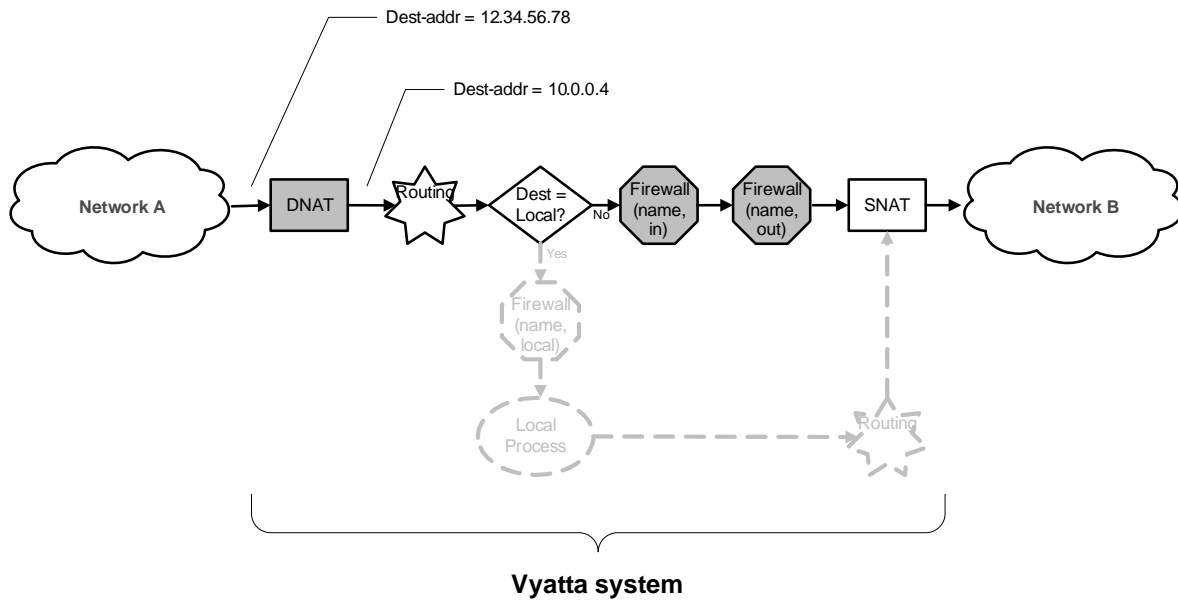 Dest-addr = 12.34.56.78
Dest-addr = 10.0.0.4
Network A
DNAT
Routing
Dest =
Local?
No
Firewall
(name,
in)
Firewall
(name,
out)
SNAT
Network B
Yes
Firewall
(name,
local)
Local
Process
Routing
Vyatta system